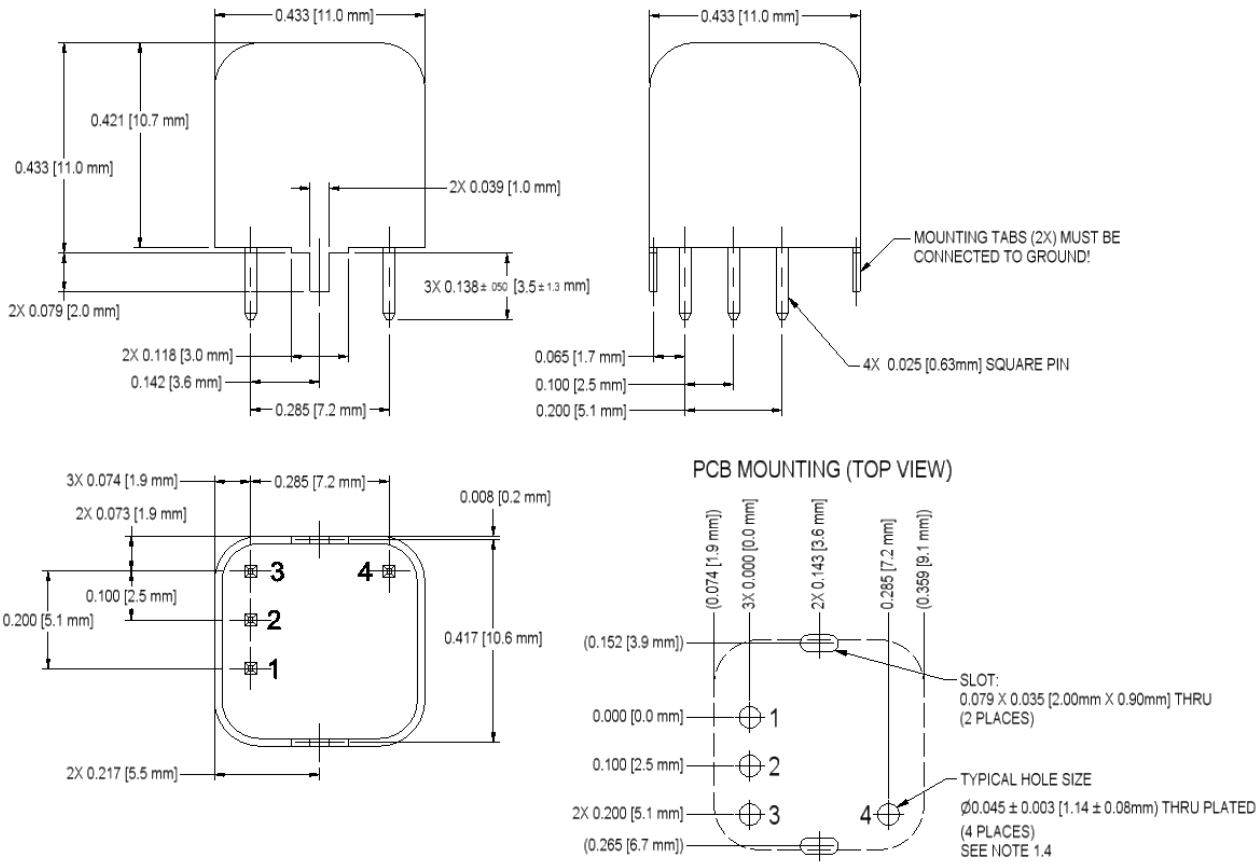 0.433 [11.0 mm]
0.433 [11.0 mm]
0.421 [10.7 mm]
0.433 [11.0 mm]
2X 0.039 [1.0 mm]
MOUNTING TABS (2X) MUST BE
CONNECTED TO GROUND!
3X 0.138± .050 [3.5± 1.3 mm]
2X 0.079 [2.0 mm]
2X 0.118 [3.0 mm]
0.142 [3.6 mm]
0.285 [7.2 mm]
0.065 [1.7 mm]
0.100 [2.5 mm]
0.200 [5.1 mm]
4X 0.025 [0.63mm] SQUARE PIN
3X 0.074 [1.9 mm]
0.285 [7.2 mm]
0.008 [0.2 mm]
2X 0.073 [1.9 mm]
3
4
0.100 [2.5 mm]
0.200 [5.1 mm]
2
0.417 [10.6 mm]
1
2X 0.217 [5.5 mm]
PCB MOUNTING (TOP VIEW)
(0.074 [1.9 mm])
3X 0.000 [0.0 mm]
2X 0.143 [3.6 mm]
0.285 [7.2 mm]
(0.359 [9.1 mm])
(0.152 [3.9 mm])
SLOT:
0.079 X 0.035 [2.00mm X 0.90mm] THRU
(2 PLACES)
0.000 [0.0 mm]
1
0.100 [2.5 mm]
2
2X 0.200 [5.1 mm]
3
4
(0.265 [6.7 mm])
TYPICAL HOLE SIZE
Ø0.045 ± 0.003 [1.14 ± 0.08mm) THRU PLATED
(4 PLACES)
SEE NOTE 1.4